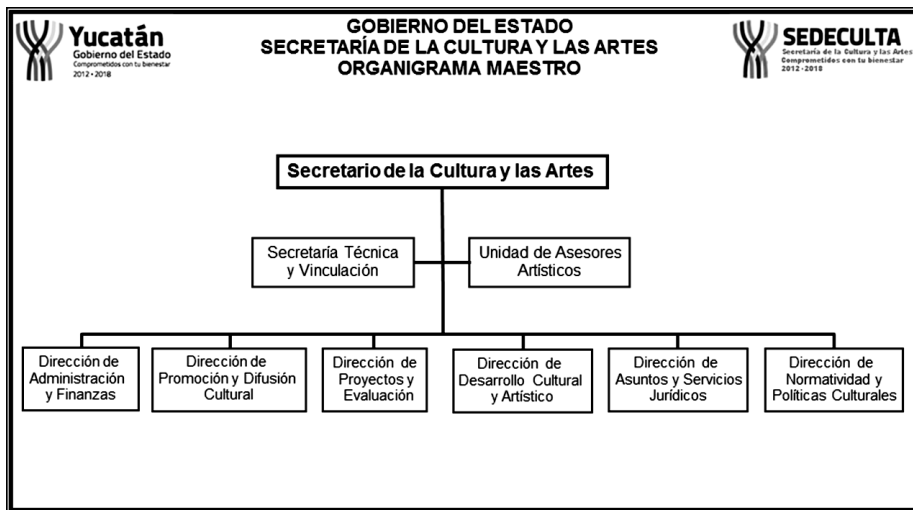 Yucatán
Gobierno del Estado
Comprometidos con tu bienestar
2012 • 2018
GOBIERNO DEL ESTADO
SECRETARÍA DE LA CULTURA Y LAS ARTES
ORGANIGRAMA MAESTRO
SEDECULTA
Secretaría de la Cultura y las Artes
Comprometidos con tu bienestar
2012 - 2018
Secretario de la Cultura y las Artes
Secretaría Técnica
y Vinculación
Unidad de Asesores
Artísticos
Dirección de
Administración
y Finanzas
Dirección de
Promoción y Difusión
Cultural
Dirección de
Proyectos y
Evaluación
Dirección de
Desarrollo Cultural
y Artístico
Dirección de
Asuntos y Servicios
Jurídicos
Dirección de
Normatividad y
Políticas Culturales